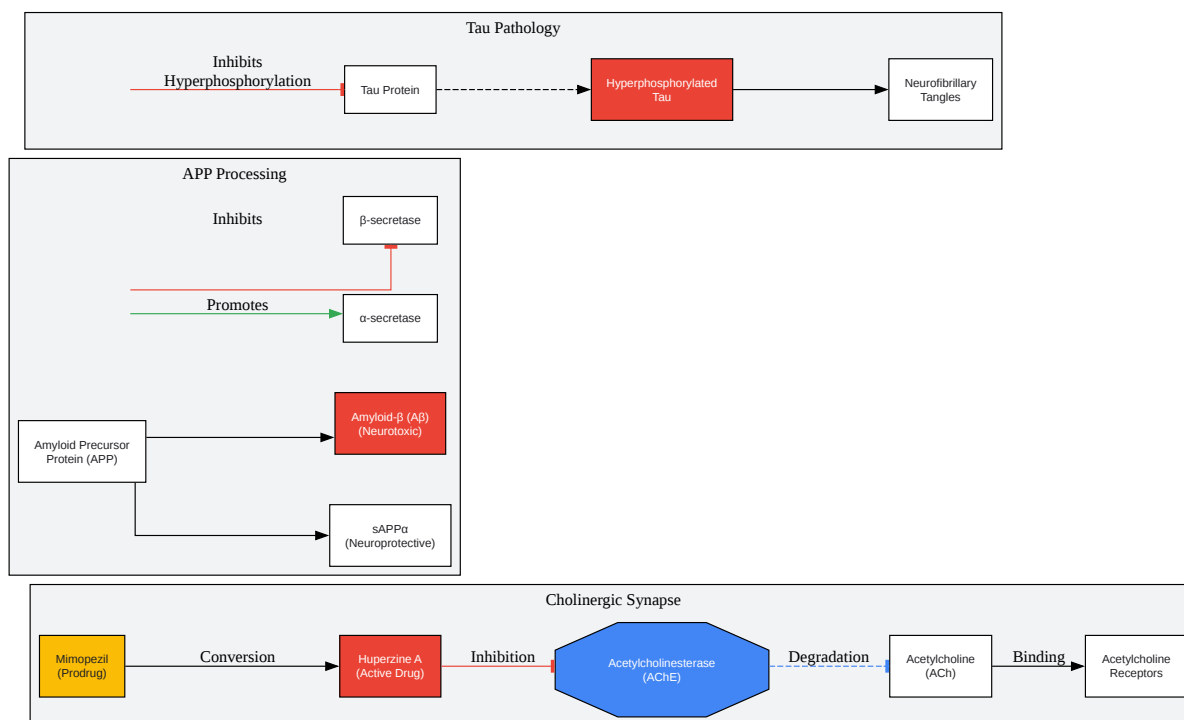 Tau Pathology
Inhibits
Hyperphosphorylation
Tau Protein
Hyperphosphorylated
Tau
Neurofibrillary
Tangles
APP Processing
Inhibits
β-secretase
Promotes
α-secretase
Amyloid-β (Aβ)
(Neurotoxic)
Amyloid Precursor
Protein (APP)
sAPPα
(Neuroprotective)
Cholinergic Synapse
Mimopezil
(Prodrug)
Conversion
Huperzine A
(Active Drug)
Inhibition
Acetylcholinesterase
(AChE)
Degradation
Acetylcholine
(ACh)
Binding
Acetylcholine
Receptors